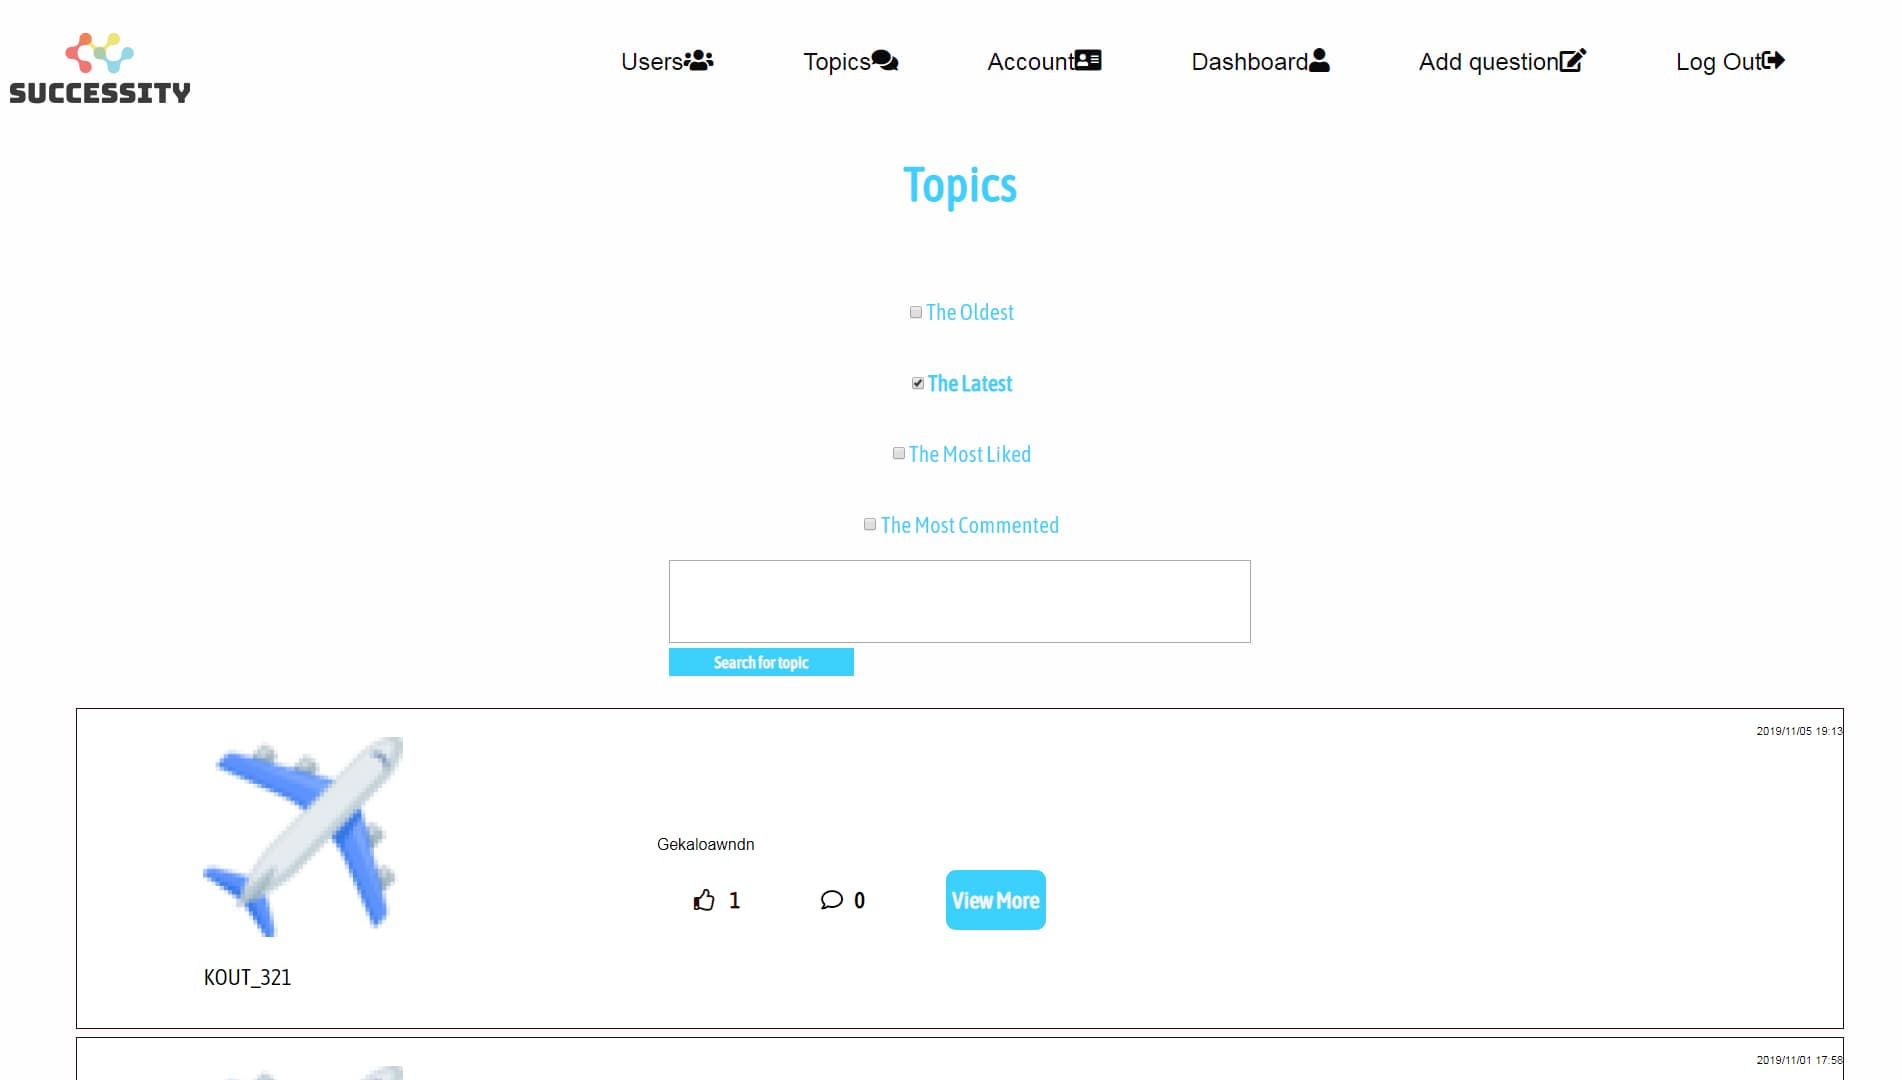 SUCCESSITY
Users Topics Account Dashboard Add question Log Out
Topics
The Oldest
The Latest
The Most Liked
The Most Commented
Search for topic
2019/11/05 19:13
Gekaloawndn
1 0 View More
KOUT_321
2019/11/01 17:58